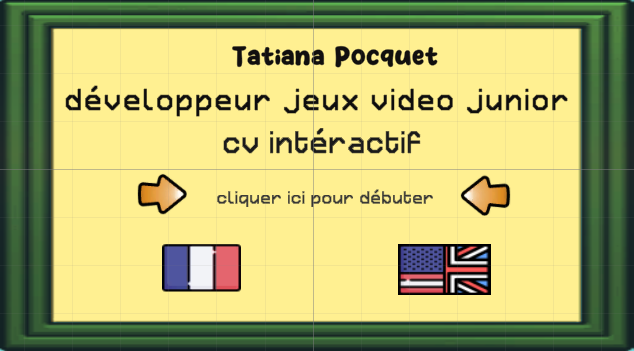 Tatiana Pocquet
développeur jeux video junior
cv intéractif
cliquer ici pour débuter